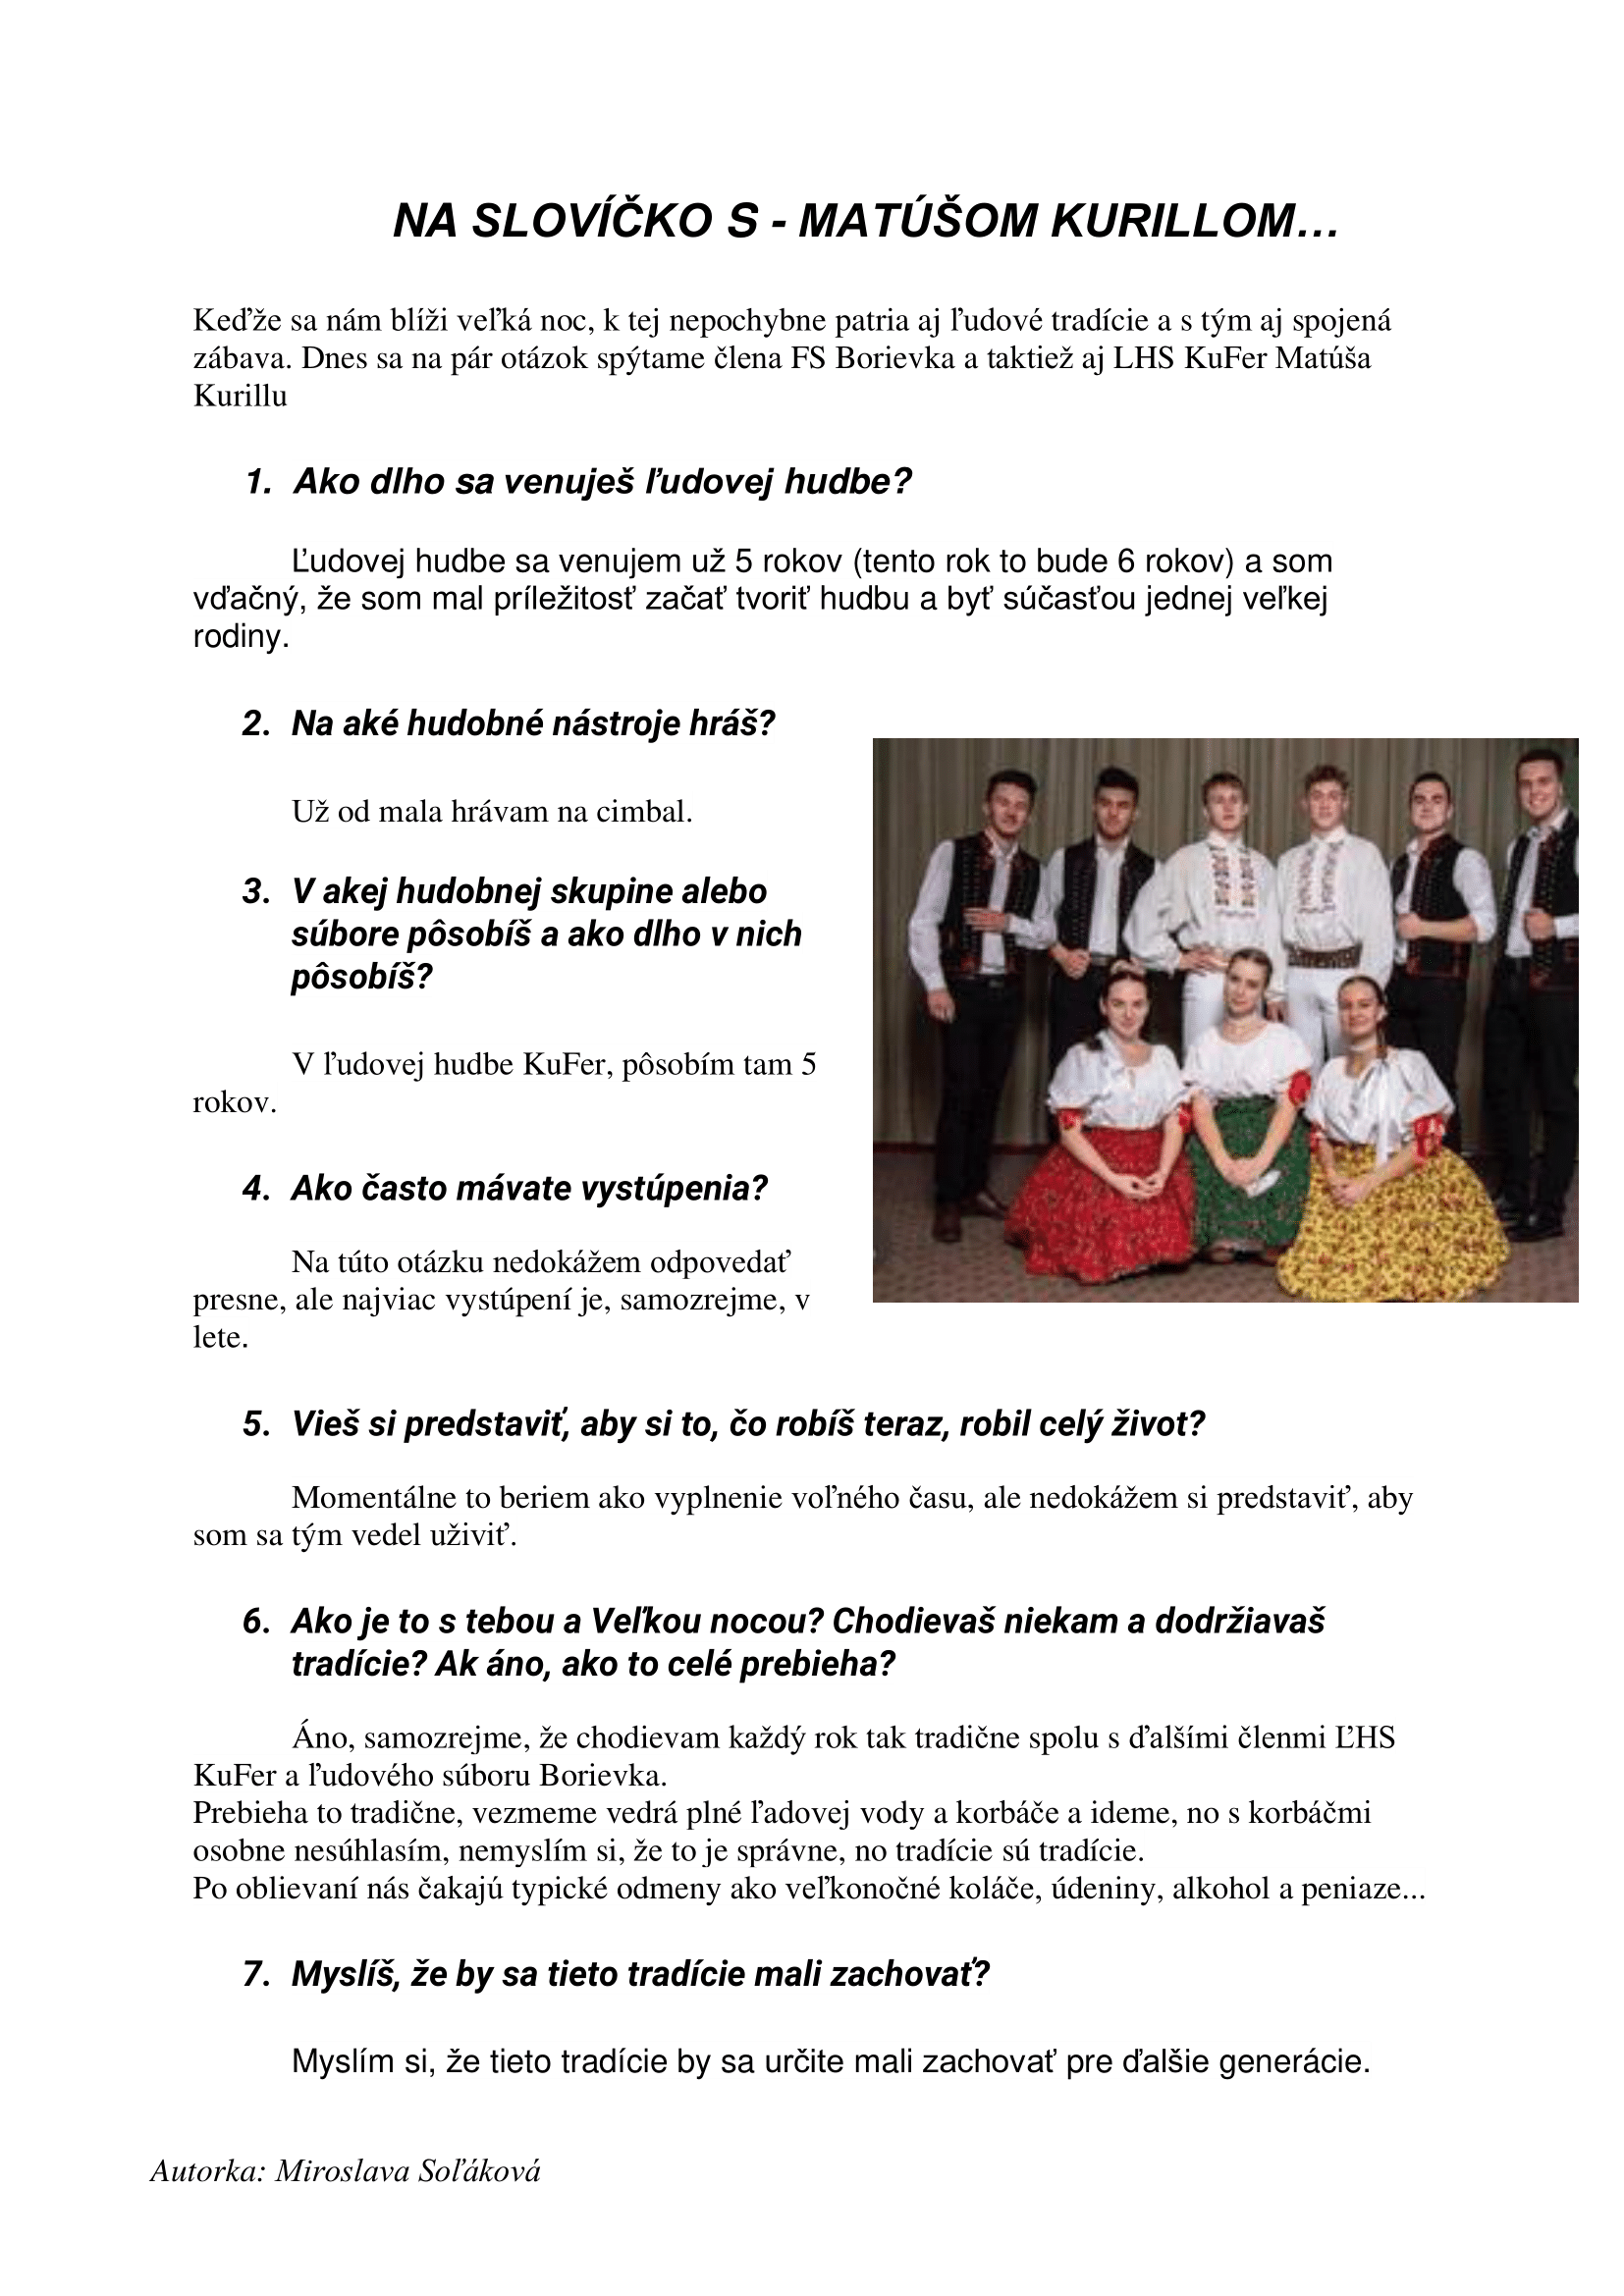 NA SLOVÍČKO S - MATÚŠOM KURILLOM…
Keďže sa nám blíži veľká noc, k tej nepochybne patria aj ľudové tradície a s tým aj spojená
zábava. Dnes sa na pár otázok spýtame člena FS Borievka a taktiež aj LHS KuFer Matúša
Kurillu
1. Ako dlho sa venuješ ľudovej hudbe?
Ľudovej hudbe sa venujem už 5 rokov (tento rok to bude 6 rokov) a som
vďačný, že som mal príležitosť začať tvoriť hudbu a byť súčasťou jednej veľkej
rodiny.
2. Na aké hudobné nástroje hráš?
Už od mala hrávam na cimbal.
3. V akej hudobnej skupine alebo
súbore pôsobíš a ako dlho v nich
pôsobíš?
V ľudovej hudbe KuFer, pôsobím tam 5
rokov.
4. Ako často mávate vystúpenia?
Na túto otázku nedokážem odpovedať
presne, ale najviac vystúpení je, samozrejme, v
lete.
5. Vieš si predstaviť, aby si to, čo robíš teraz, robil celý život?
Momentálne to beriem ako vyplnenie voľného času, ale nedokážem si predstaviť, aby
som sa tým vedel uživiť.
6. Ako je to s tebou a Veľkou nocou? Chodievaš niekam a dodržiavaš
tradície? Ak áno, ako to celé prebieha?
Áno, samozrejme, že chodievam každý rok tak tradične spolu s ďalšími členmi ĽHS
KuFer a ľudového súboru Borievka.
Prebieha to tradične, vezmeme vedrá plné ľadovej vody a korbáče a ideme, no s korbáčmi
osobne nesúhlasím, nemyslím si, že to je správne, no tradície sú tradície.
Po oblievaní nás čakajú typické odmeny ako veľkonočné koláče, údeniny, alkohol a peniaze...
7. Myslíš, že by sa tieto tradície mali zachovať?
Myslím si, že tieto tradície by sa určite mali zachovať pre ďalšie generácie.
Autorka: Miroslava Soľáková